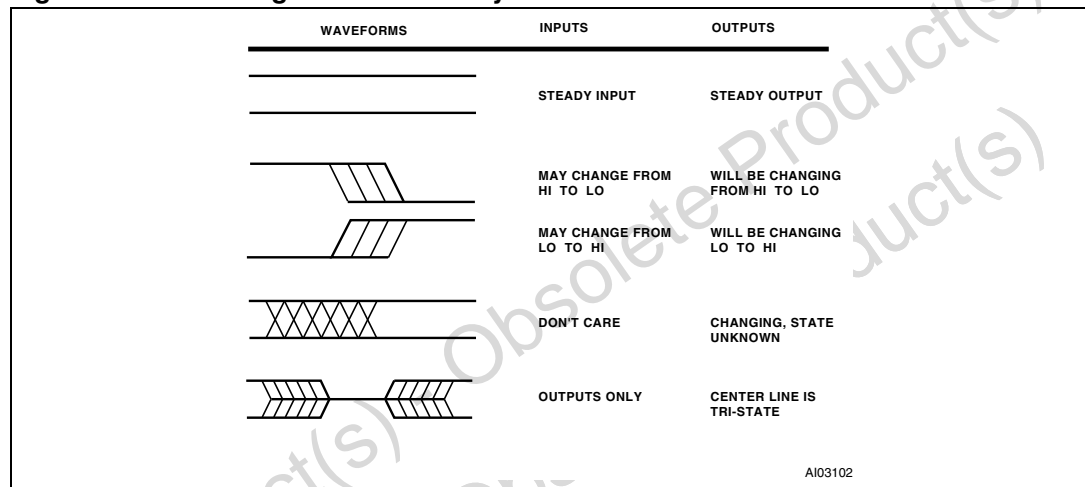 WAVEFORMS INPUTS OUTPUTS
STEADY INPUT STEADY OUTPUT
MAY CHANGE FROM WILL BE CHANGING
HI TO LO FROM HI TO LO
MAY CHANGE FROM WILL BE CHANGING
LO TO HI LO TO HI
DON'T CARE CHANGING, STATE
UNKNOWN
OUTPUTS ONLY CENTER LINE IS
TRI-STATE
AI03102
Obsolete Product(s)